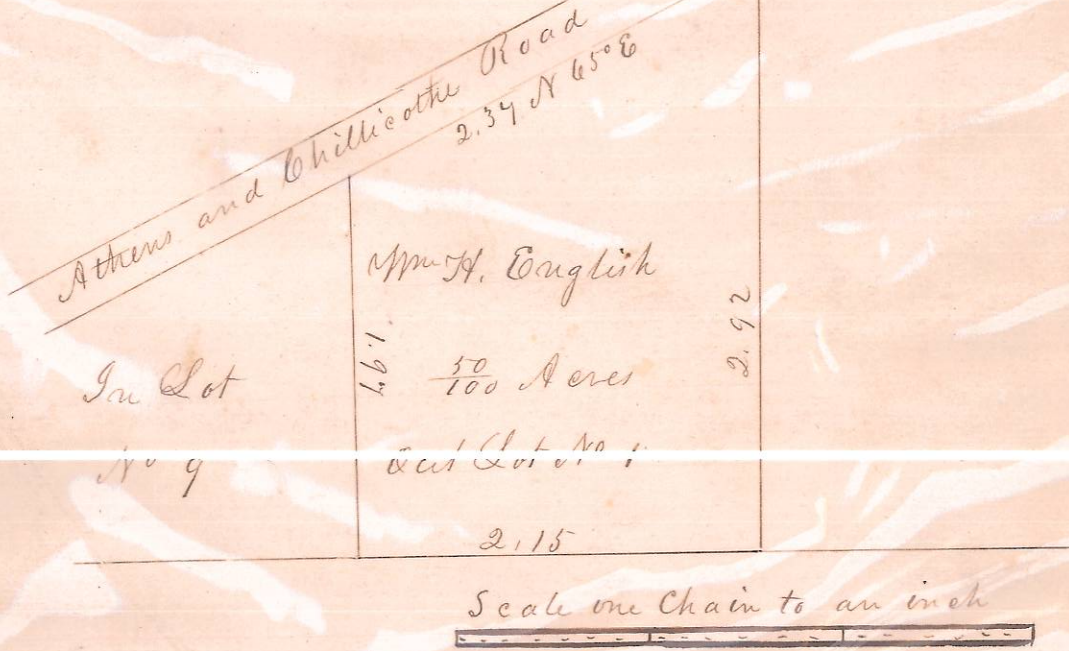 Athens and Chillicothe Road
2.37 N 65° E
Wm H. English
1.97
2.92
In Lot
50/100 Acres
No 9
Out Lot No 1
2.15
Scale one Chain to an inch